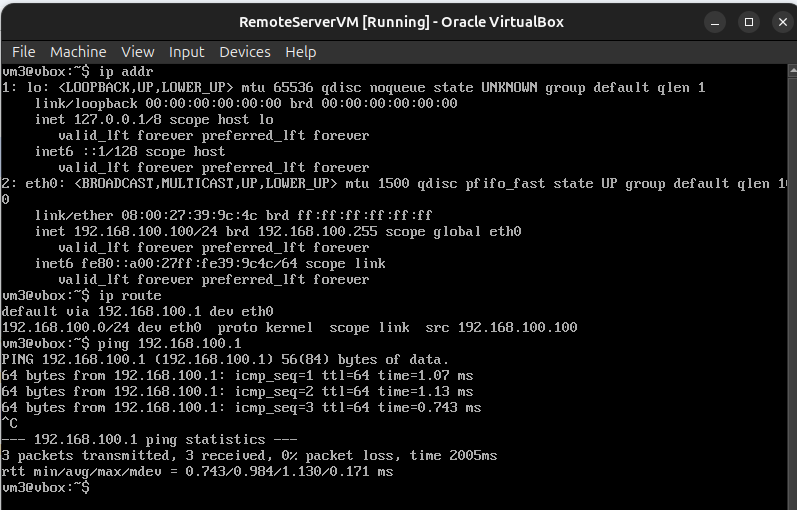 RemoteServerVM [Running] - Oracle VirtualBox
File Machine View Input Devices Help
vm3@vbox:~$ ip addr
1: lo: <LOOPBACK,UP,LOWER_UP> mtu 65536 qdisc noqueue state UNKNOWN group default qlen 1
    link/loopback 00:00:00:00:00:00 brd 00:00:00:00:00:00
    inet 127.0.0.1/8 scope host lo
       valid_lft forever preferred_lft forever
    inet6 ::1/128 scope host
       valid_lft forever preferred_lft forever
2: eth0: <BROADCAST,MULTICAST,UP,LOWER_UP> mtu 1500 qdisc pfifo_fast state UP group default qlen 10
0
    link/ether 08:00:27:39:9c:4c brd ff:ff:ff:ff:ff:ff
    inet 192.168.100.100/24 brd 192.168.100.255 scope global eth0
       valid_lft forever preferred_lft forever
    inet6 fe80::a00:27ff:fe39:9c4c/64 scope link
       valid_lft forever preferred_lft forever
vm3@vbox:~$ ip route
default via 192.168.100.1 dev eth0
192.168.100.0/24 dev eth0  proto kernel  scope link  src 192.168.100.100
vm3@vbox:~$ ping 192.168.100.1
PING 192.168.100.1 (192.168.100.1) 56(84) bytes of data.
64 bytes from 192.168.100.1: icmp_seq=1 ttl=64 time=1.07 ms
64 bytes from 192.168.100.1: icmp_seq=2 ttl=64 time=1.13 ms
64 bytes from 192.168.100.1: icmp_seq=3 ttl=64 time=0.743 ms
^C
--- 192.168.100.1 ping statistics ---
3 packets transmitted, 3 received, 0% packet loss, time 2005ms
rtt min/avg/max/mdev = 0.743/0.984/1.130/0.171 ms
vm3@vbox:~$